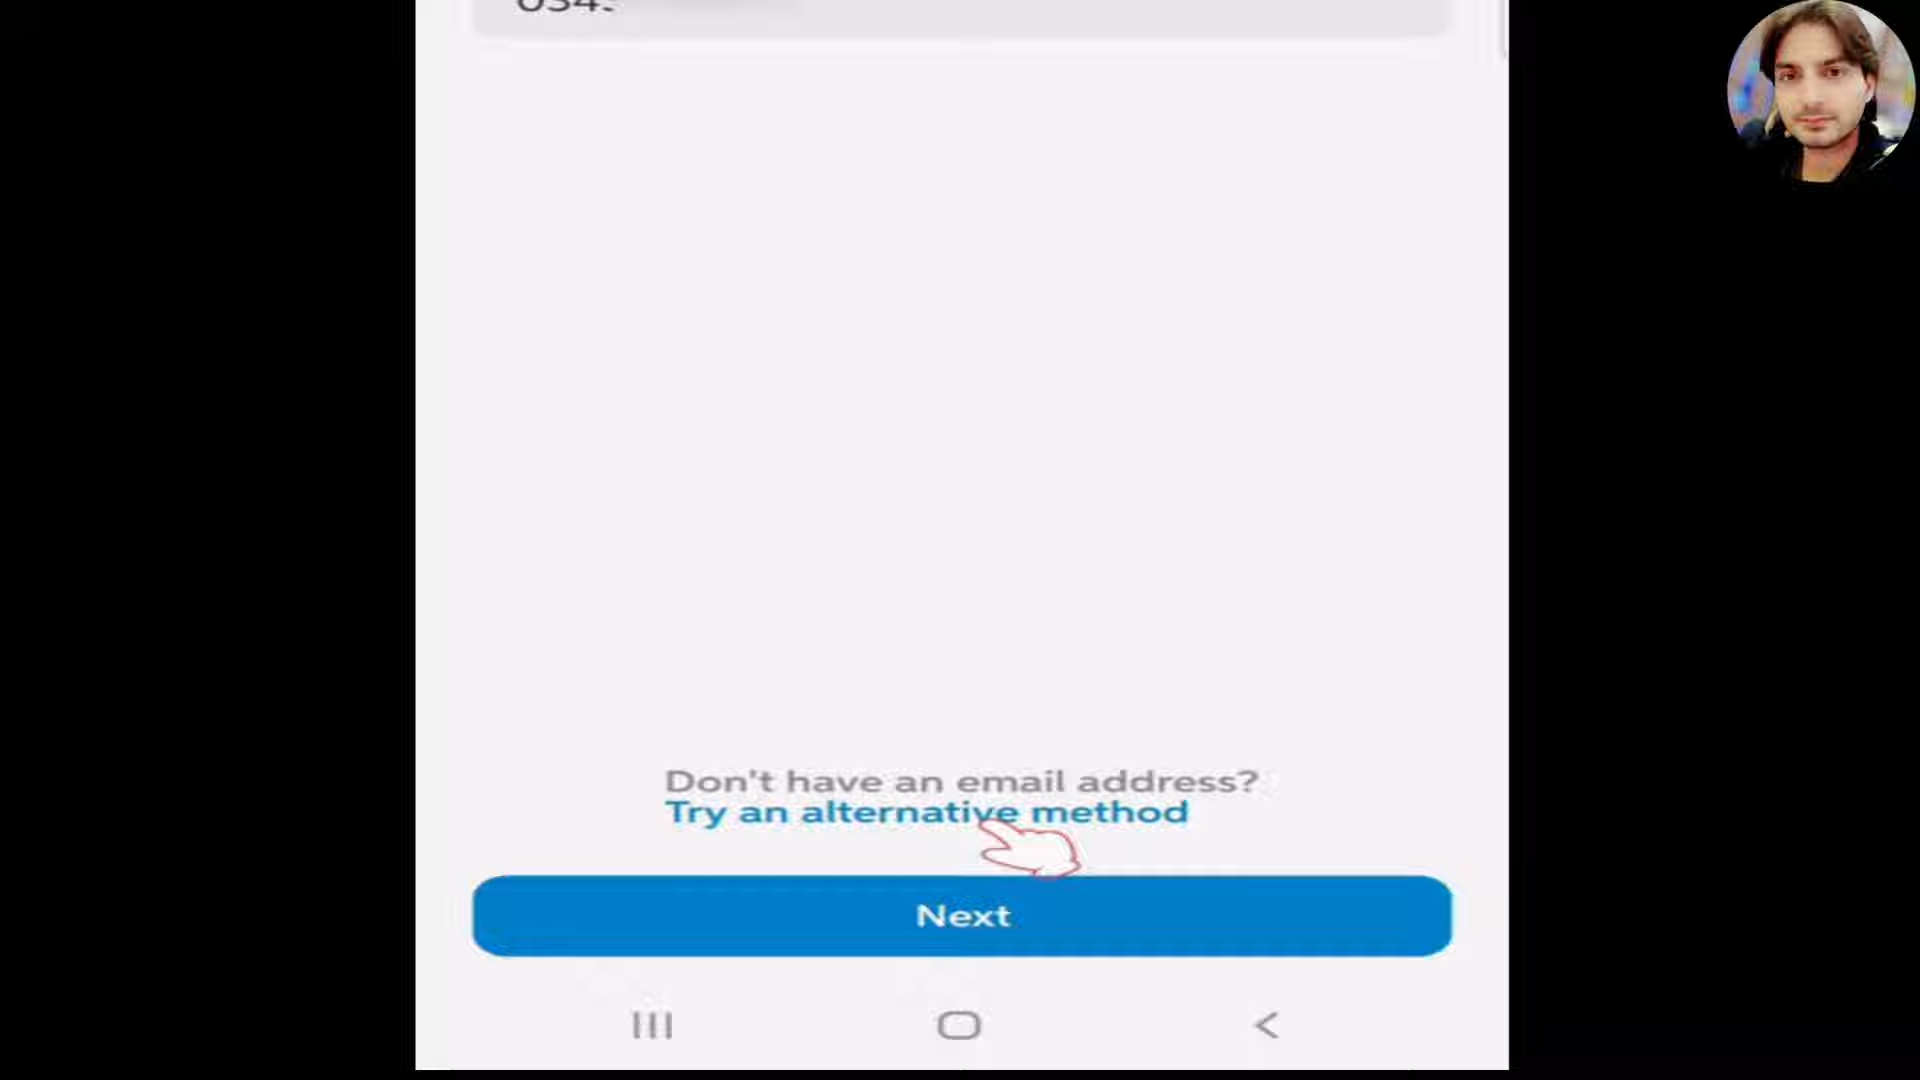 Don't have an email address?
Try an alternative method
Next